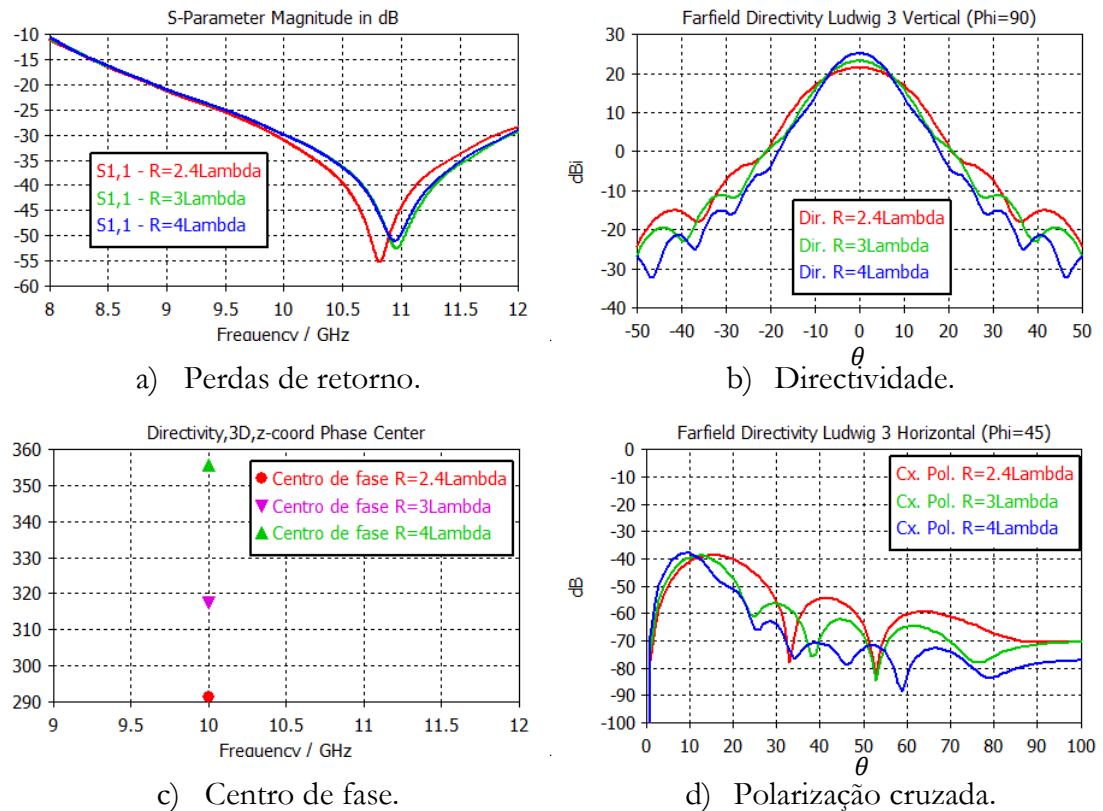 S-Parameter Magnitude in dB
-10
-15
-20
-25
-30
-35
-40
-45
-50
-55
-60
S1,1 - R=2.4Lambda
S1,1 - R=3Lambda
S1,1 - R=4Lambda
8 8.5 9 9.5 10 10.5 11 11.5 12
Frequency / GHz
a) Perdas de retorno.
Farfield Directivity Ludwig 3 Vertical (Phi=90)
30
20
10
0
-10
-20
-30
-40
dBi
Dir. R=2.4Lambda
Dir. R=3Lambda
Dir. R=4Lambda
-50 -40 -30 -20 -10 0 10 20 30 40 50
θ
b) Directividade.
Directivity,3D,z-coord Phase Center
360
350
340
330
320
310
300
290
Centro de fase R=2.4Lambda
Centro de fase R=3Lambda
Centro de fase R=4Lambda
9 9.5 10 10.5 11 11.5 12
Frequency / GHz
c) Centro de fase.
Farfield Directivity Ludwig 3 Horizontal (Phi=45)
0
-10
-20
-30
-40
-50
-60
-70
-80
-90
-100
dB
Cx. Pol. R=2.4Lambda
Cx. Pol. R=3Lambda
Cx. Pol. R=4Lambda
0 10 20 30 40 50 60 70 80 90 100
θ
d) Polarização cruzada.